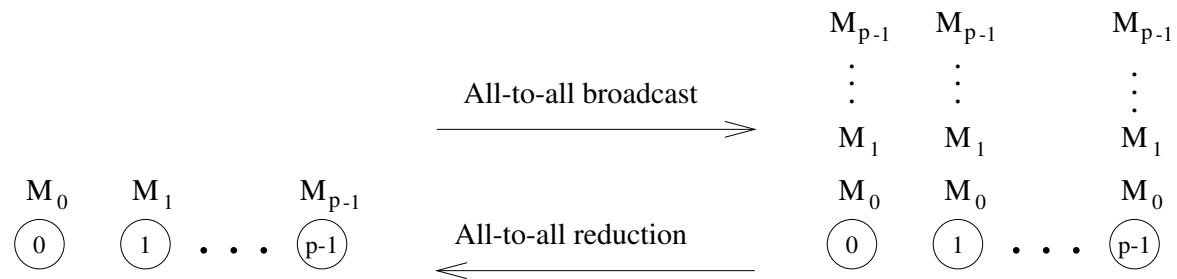 M_{p-1} M_{p-1} M_{p-1}
All-to-all broadcast
M_1 M_1 M_1
M_0 M_1 M_{p-1} M_0 M_0 M_0
0 1 . . . p-1 All-to-all reduction 0 1 . . . p-1